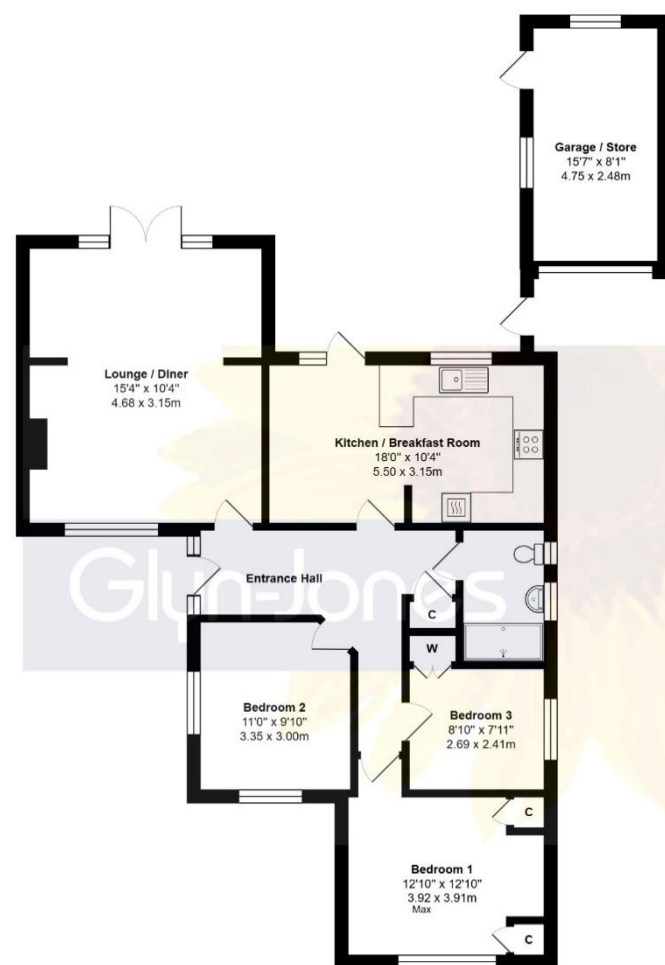 Garage / Store
15'7" x 8'1"
4.75 x 2.48m
Lounge / Diner
15'4" x 10'4"
4.68 x 3.15m
Kitchen / Breakfast Room
18'0" x 10'4"
5.50 x 3.15m
Entrance Hall
Glyn-Jones
C
W
Bedroom 2
11'0" x 9'10"
3.35 x 3.00m
Bedroom 3
8'10" x 7'11"
2.69 x 2.41m
C
Bedroom 1
12'10" x 12'10"
3.92 x 3.91m
Max
C